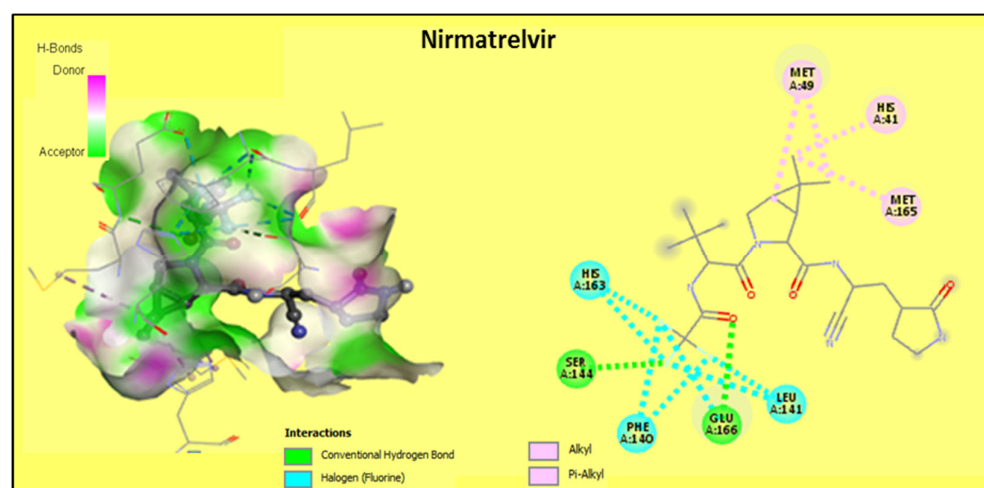 Nirmatrelvir
H-Bonds
Donor
Acceptor
MET
A:49
HIS
A:41
MET
A:165
HIS
A:163
SER
A:144
PHE
A:140
GLU
A:166
LEU
A:141
N
O
O
N
N
O
N
O
N
Interactions
Conventional Hydrogen Bond
Halogen (Fluorine)
Alkyl
Pi-Alkyl